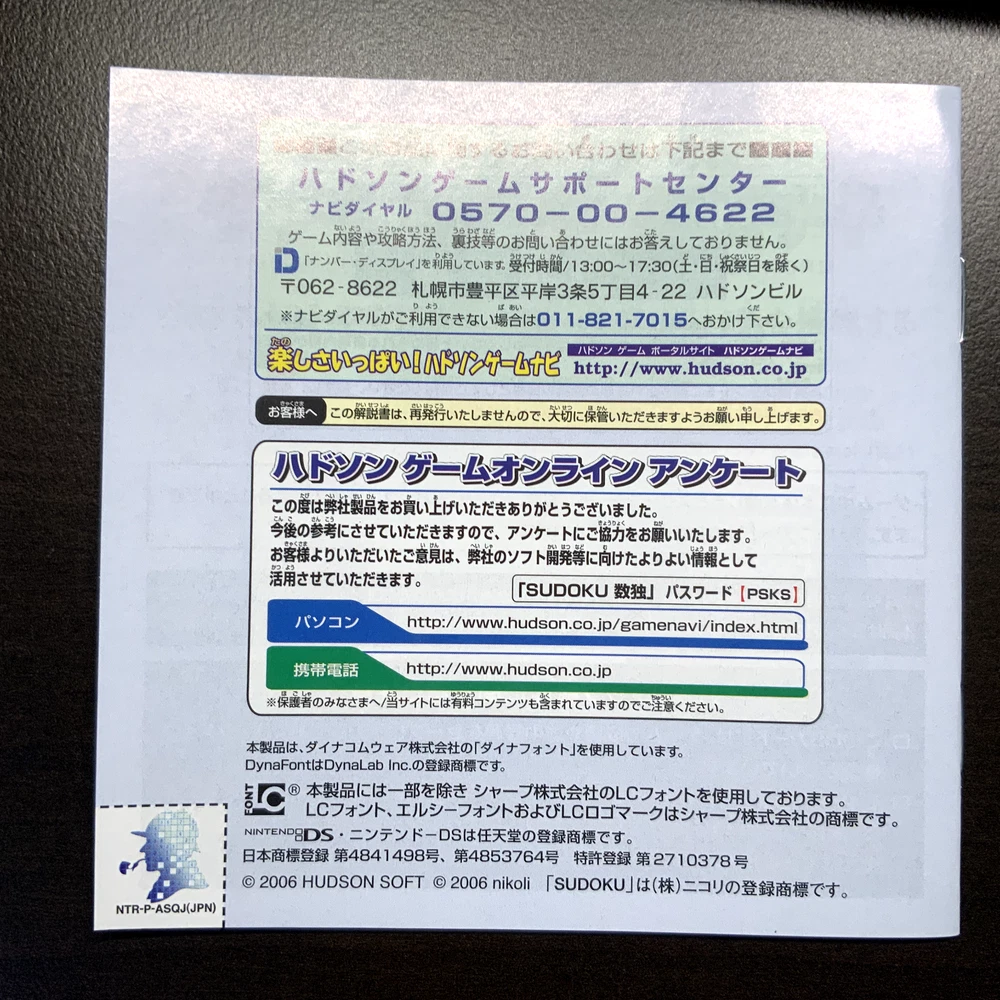 するお問い合わせは下記まで
ハドソンゲームサポートセンター
ナビダイヤル 0570-00-4622
ゲーム内容や攻略方法、裏技等のお問い合わせにはお答えしておりません。
「ナンバー・ディスプレイ」を利用しています。 受付時間/13:00〜17:30(土・日・祝祭日を除く)
〒062-8622 札幌市豊平区平岸3条5丁目4-22 ハドソンビル
※ナビダイヤルがご利用できない場合は011-821-7015へおかけ下さい。
楽しさいっぱい!ハドソンゲームナビ
ハドソン ゲーム ポータルサイト ハドソンゲームナビ
http://www.hudson.co.jp
お客様へ この解説書は、再発行いたしませんので、大切に保管いただきますようお願い申し上げます。
ハドソン ゲームオンライン アンケート
この度は弊社製品をお買い上げいただきありがとうございました。
今後の参考にさせていただきますので、アンケートにご協力をお願いいたします。
お客様よりいただいたご意見は、弊社のソフト開発等に向けたよりよい情報として
活用させていただきます。
「SUDOKU 数独」 パスワード【PSKS】
パソコン http://www.hudson.co.jp/gamenavi/index.html
携帯電話 http://www.hudson.co.jp
※保護者のみなさまへ/当サイトには有料コンテンツも含まれていますのでご注意ください。
本製品は、ダイナコムウェア株式会社の「ダイナフォント」を使用しています。
DynaFontはDynaLab Inc.の登録商標です。
LC FONT ® 本製品には一部を除き シャープ株式会社のLCフォントを使用しております。
LCフォント、エルシーフォントおよびLCロゴマークはシャープ株式会社の商標です。
NINTENDO DS・ニンテンドーDSは任天堂の登録商標です。
日本商標登録 第4841498号、第4853764号 特許登録 第2710378号
© 2006 HUDSON SOFT © 2006 nikoli 「SUDOKU」は(株)ニコリの登録商標です。
NTR-P-ASQJ(JPN)